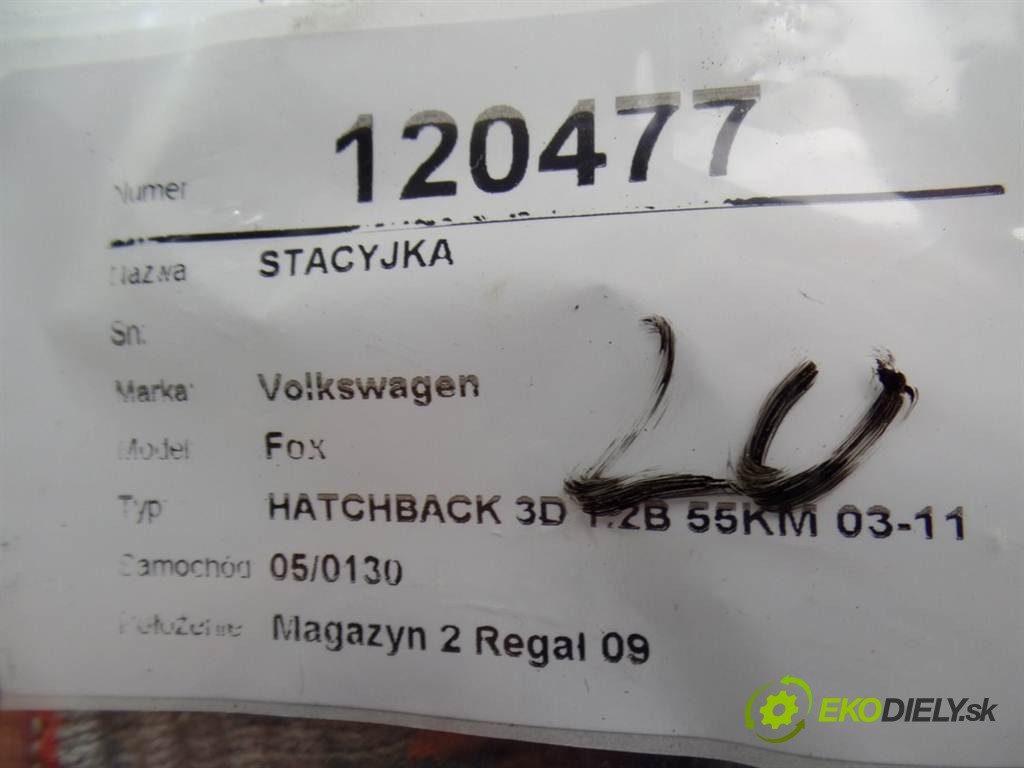 Numer 120477
Nazwa STACYJKA
Sn:
Marka: Volkswagen
Model: Fox
Typ: HATCHBACK 3D 1.2B 55KM 03-11
Samochód 05/0130
Położenie Magazyn 2 Regał 09
EKODIELY.sk